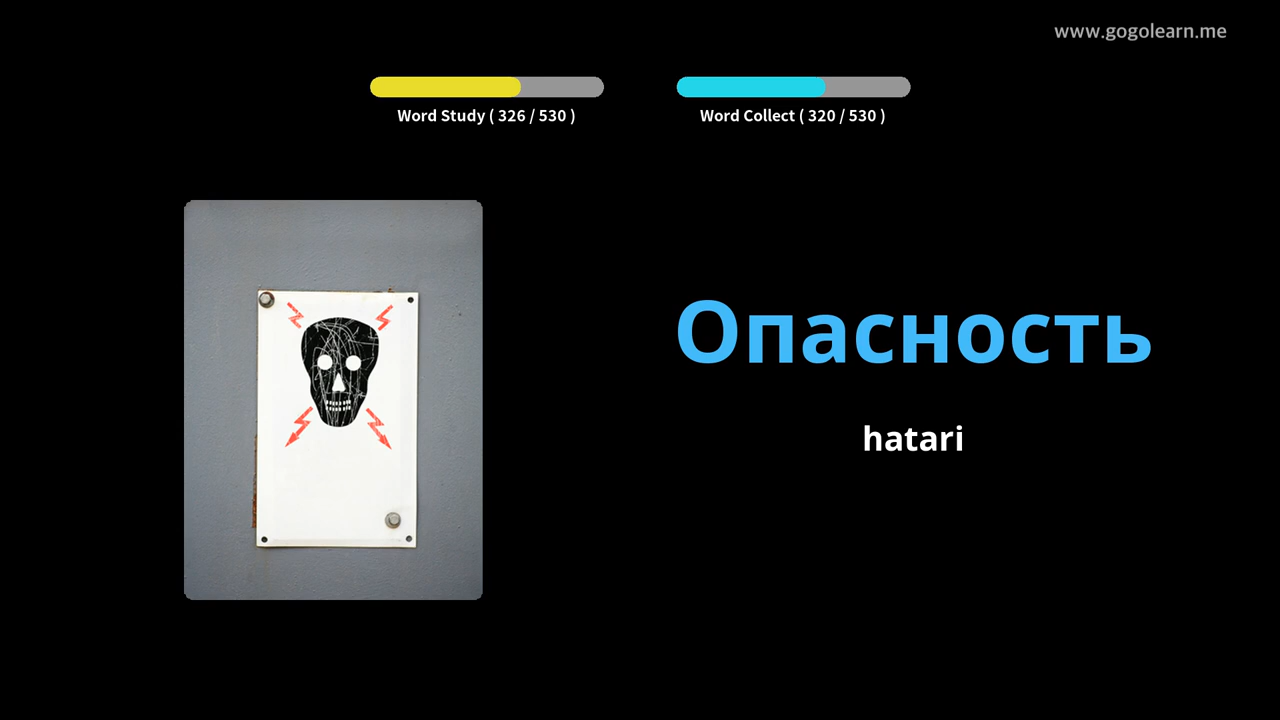 www.gogolearn.me
Word Study ( 326 / 530 )
Word Collect ( 320 / 530 )
Опасность
hatari